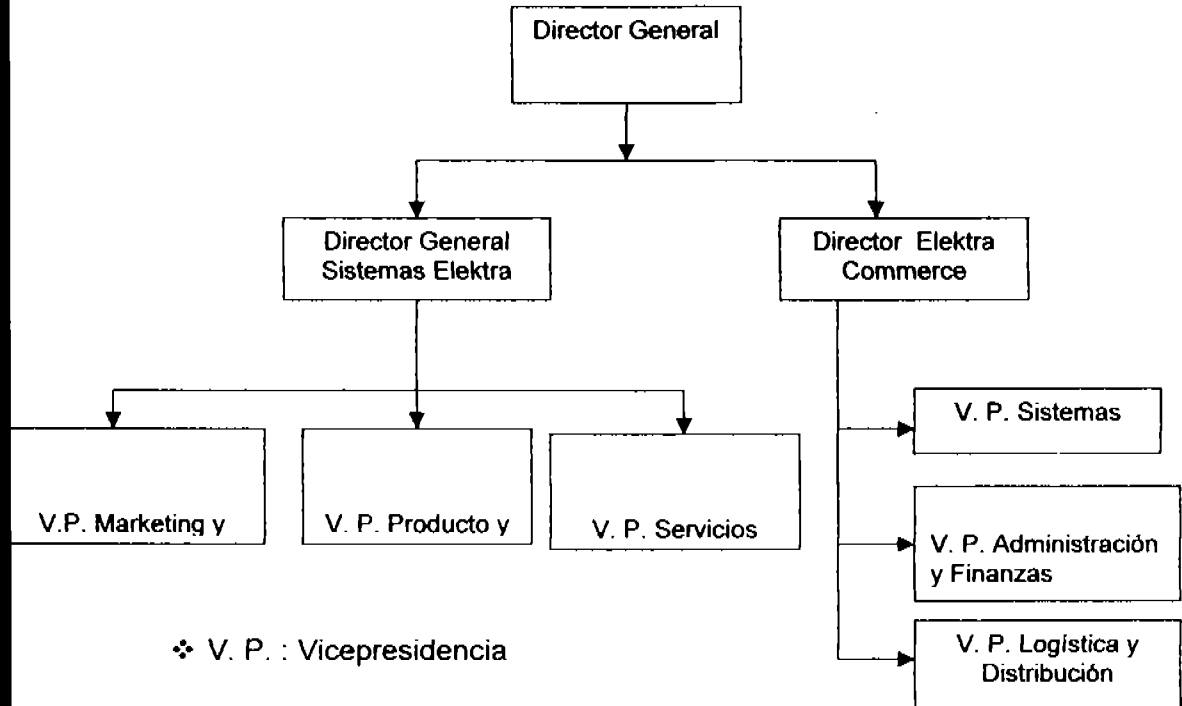 Director General
Director General
Sistemas Elektra
Director Elektra
Commerce
V.P. Marketing y
V. P. Producto y
V. P. Servicios
V. P. Sistemas
V. P. Administración
y Finanzas
V. P. Logística y
Distribución
❖ V. P. : Vicepresidencia